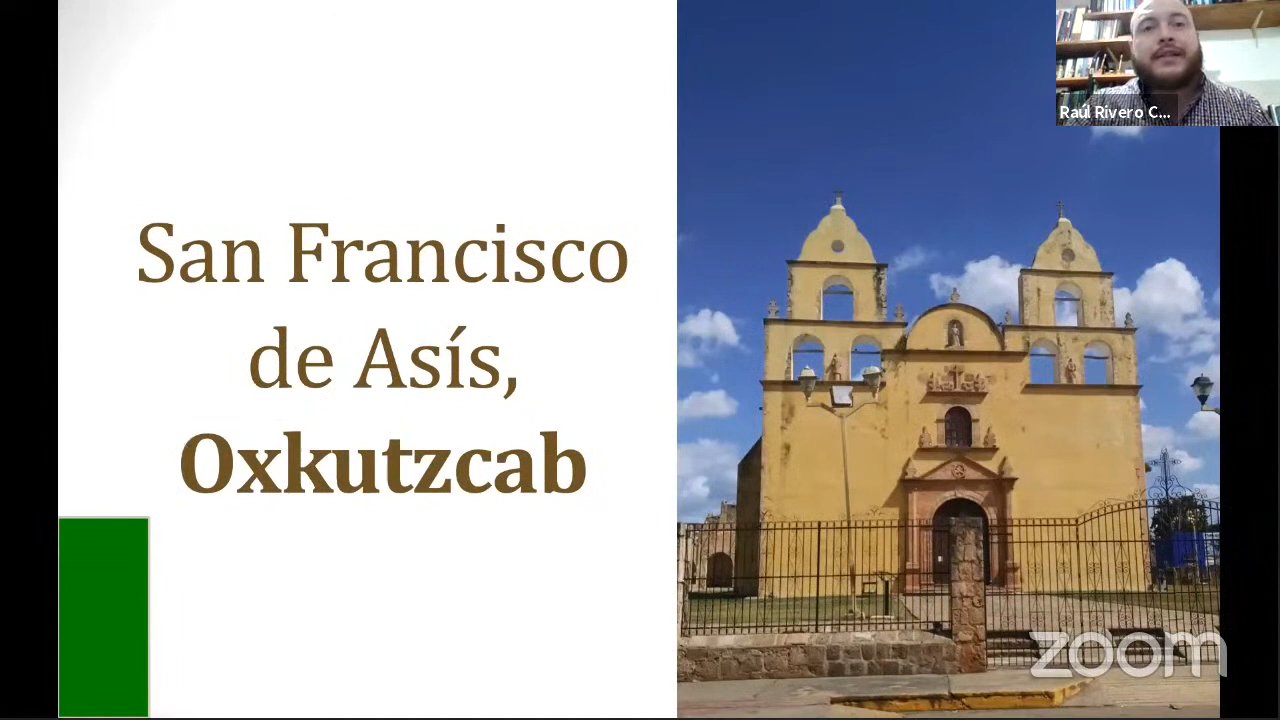 San Francisco
de Asís,
Oxkutzcab
Raúl Rivero C...
zoom